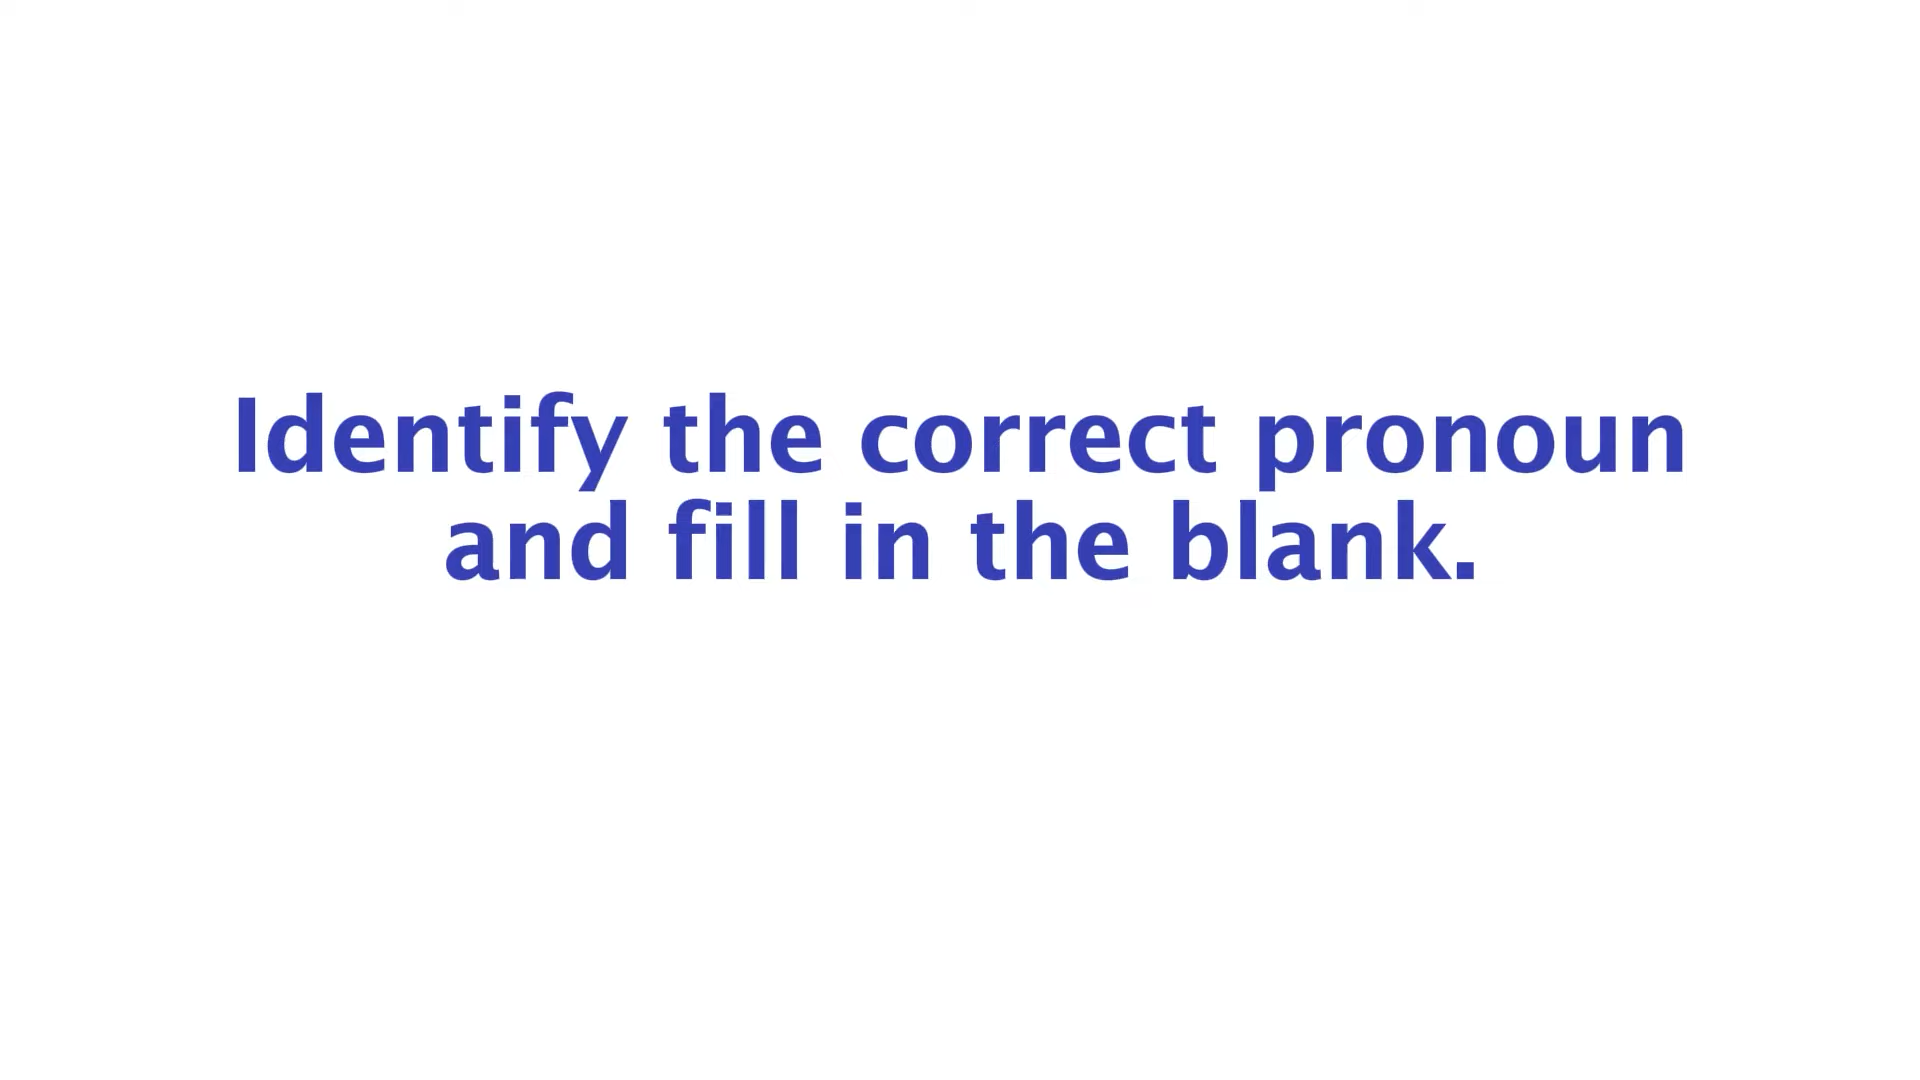 Identify the correct pronoun
and fill in the blank.